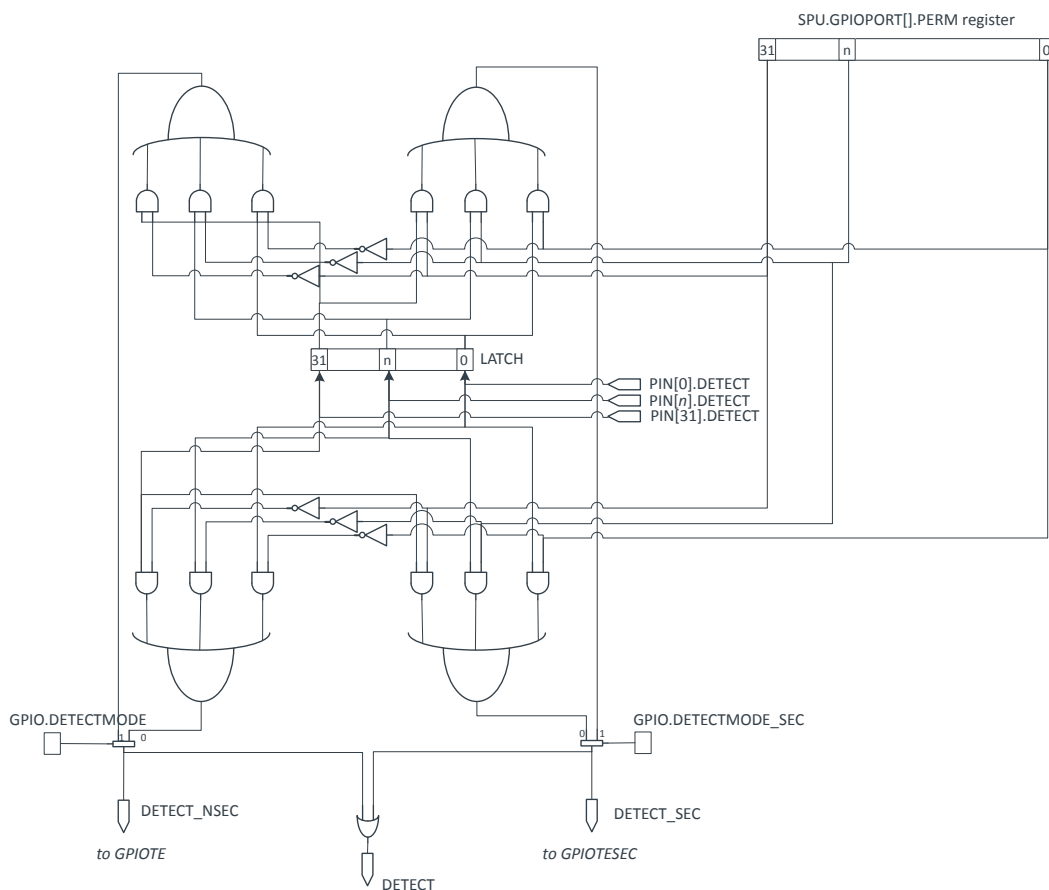 SPU.GPIOPORT[].PERM register
31 n 0
31 n 0 LATCH
PIN[0].DETECT
PIN[n].DETECT
PIN[31].DETECT
GPIO.DETECTMODE
1 0
0 1
GPIO.DETECTMODE_SEC
DETECT_NSEC
DETECT_SEC
to GPIOTE
to GPIOTESEC
DETECT